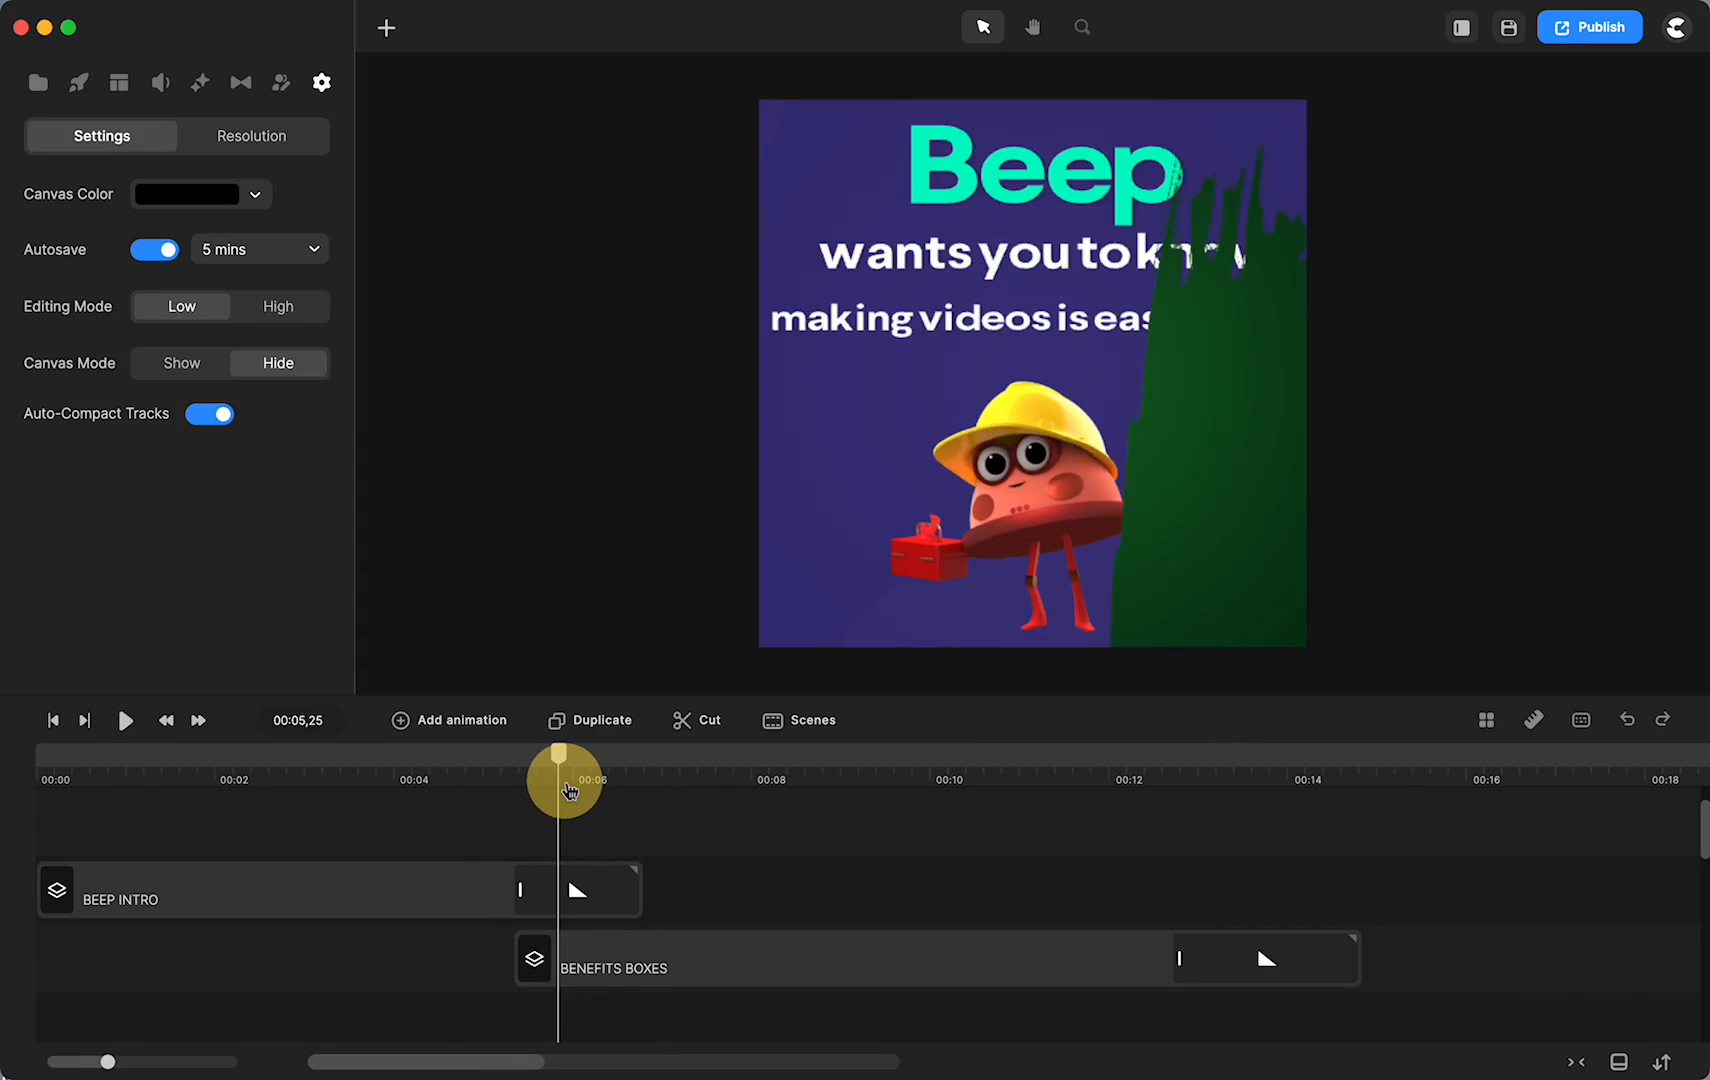 Publish
Settings
Resolution
Canvas Color
Autosave
5 mins
Editing Mode
Low
High
Canvas Mode
Show
Hide
Auto-Compact Tracks
Beep
wants you to
making videos is
00:05,25
Add animation
Duplicate
Cut
Scenes
00:00
00:02
00:04
00:06
00:08
00:10
00:12
00:14
00:16
00:18
BEEP INTRO
BENEFITS BOXES